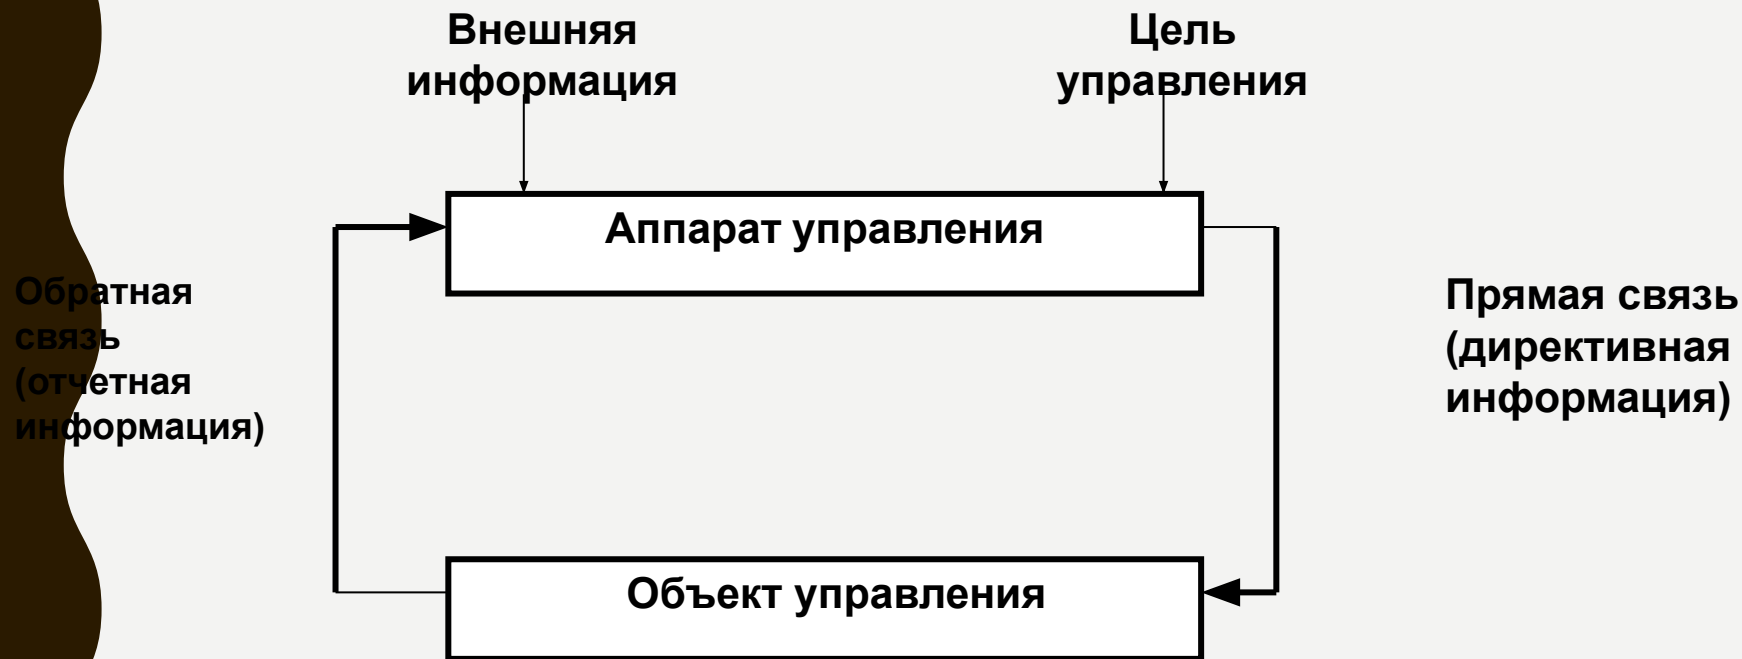 Внешняя
информация
Цель
управления
Аппарат управления
Обратная
связь
(отчетная
информация)
Прямая связь
(директивная
информация)
Объект управления